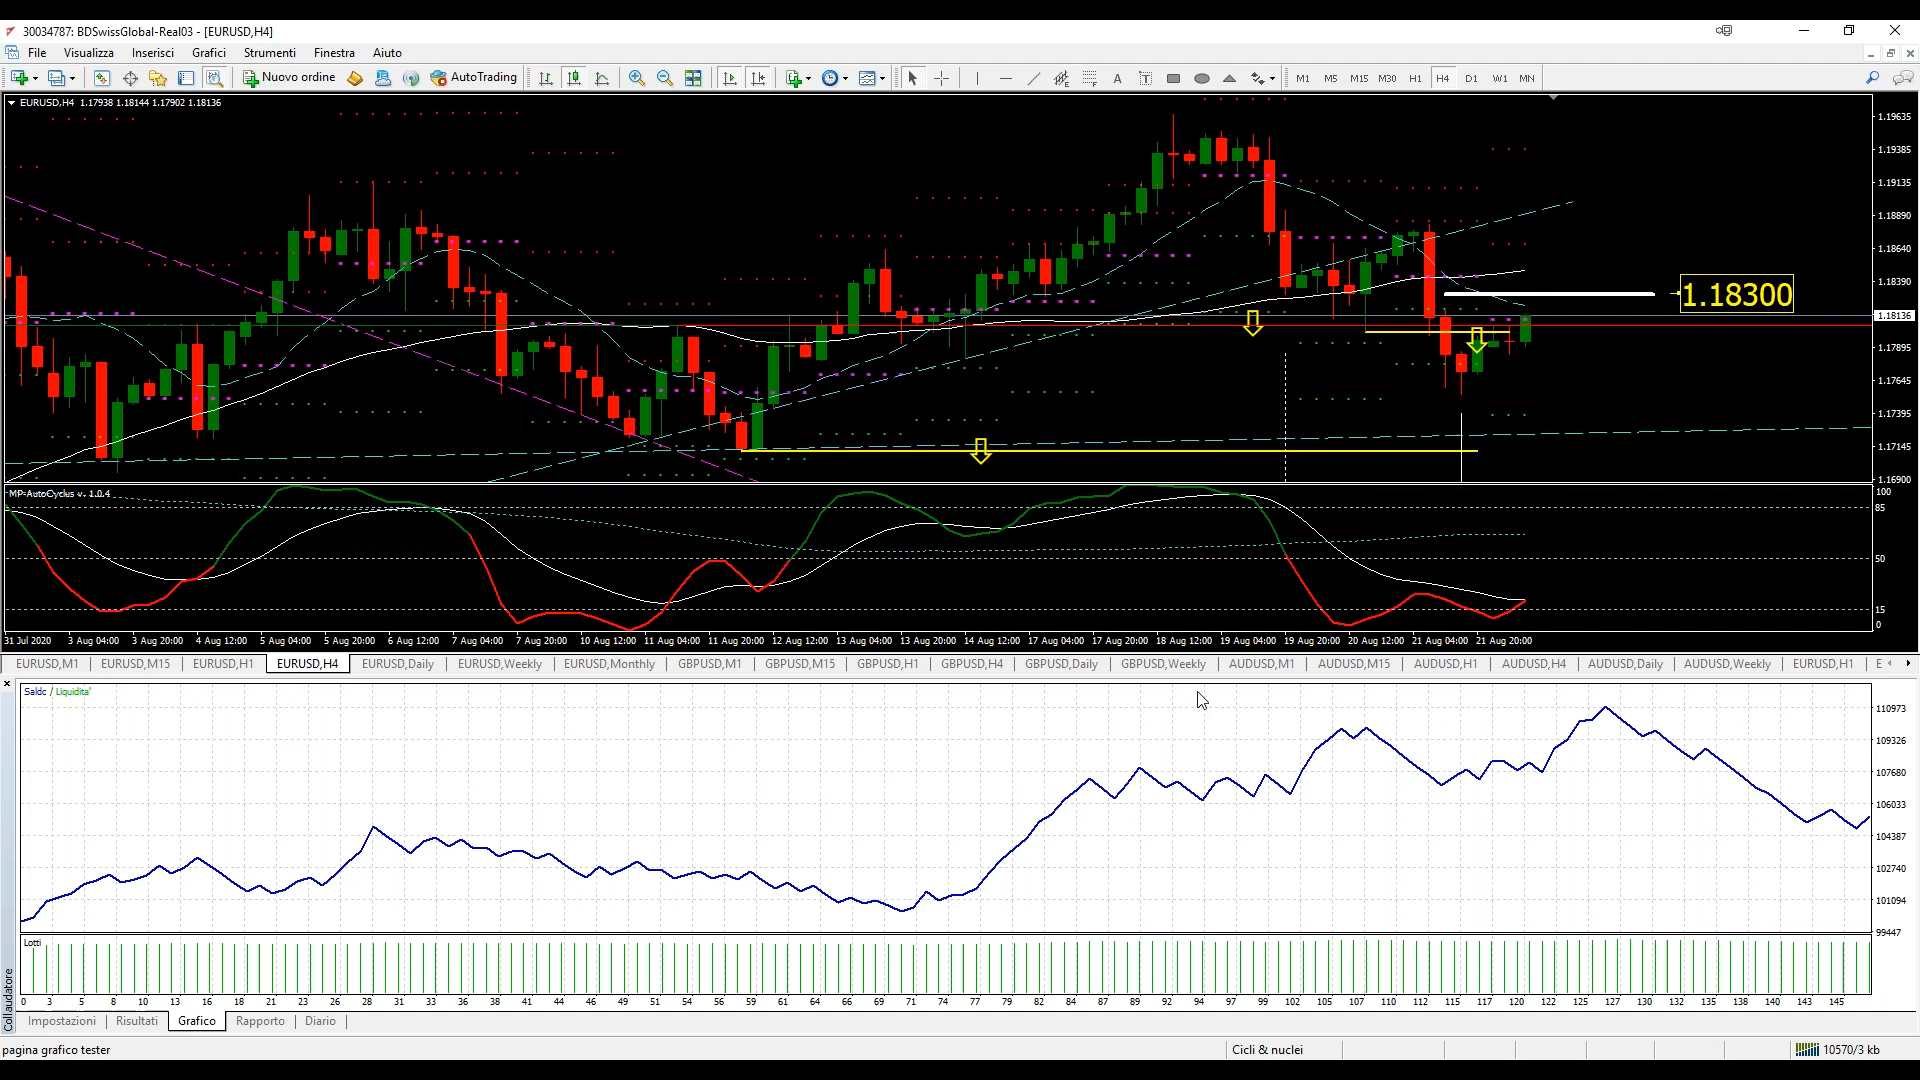 30034787: BDSwissGlobal-Real03 - [EURUSD,H4]
File Visualizza Inserisci Grafici Strumenti Finestra Aiuto
Nuovo ordine AutoTrading A T M1 M5 M15 M30 H1 H4 D1 W1 MN
EURUSD,H4 1.17938 1.18144 1.17902 1.18136
1.19635
1.19385
1.19135
1.18890
1.18640
1.18390
1.18300
1.18136
1.17895
1.17645
1.17395
1.17145
1.16900
MP-AutoCyclus v. 1.0.4
100
85
50
15
0
31 Jul 2020 3 Aug 04:00 3 Aug 20:00 4 Aug 12:00 5 Aug 04:00 5 Aug 20:00 6 Aug 12:00 7 Aug 04:00 7 Aug 20:00 10 Aug 12:00 11 Aug 04:00 11 Aug 20:00 12 Aug 12:00 13 Aug 04:00 13 Aug 20:00 14 Aug 12:00 17 Aug 04:00 17 Aug 20:00 18 Aug 12:00 19 Aug 04:00 19 Aug 20:00 20 Aug 12:00 21 Aug 04:00 21 Aug 20:00
EURUSD,M1 EURUSD,M15 EURUSD,H1 EURUSD,H4 EURUSD,Daily EURUSD,Weekly EURUSD,Monthly GBPUSD,M1 GBPUSD,M15 GBPUSD,H1 GBPUSD,H4 GBPUSD,Daily GBPUSD,Weekly AUDUSD,M1 AUDUSD,M15 AUDUSD,H1 AUDUSD,H4 AUDUSD,Daily AUDUSD,Weekly EURUSD,H1 E
Saldo / Liquidita'
110973
109326
107680
106033
104387
102740
101094
99447
Lotti
0 3 5 8 10 13 16 18 21 23 26 28 31 33 36 38 41 44 46 49 51 54 56 59 61 64 66 69 71 74 77 79 82 84 87 89 92 94 97 99 102 105 107 110 112 115 117 120 122 125 127 130 132 135 138 140 143 145
Collaudatore
Impostazioni Risultati Grafico Rapporto Diario
pagina grafico tester Cicli & nuclei 10570/3 kb